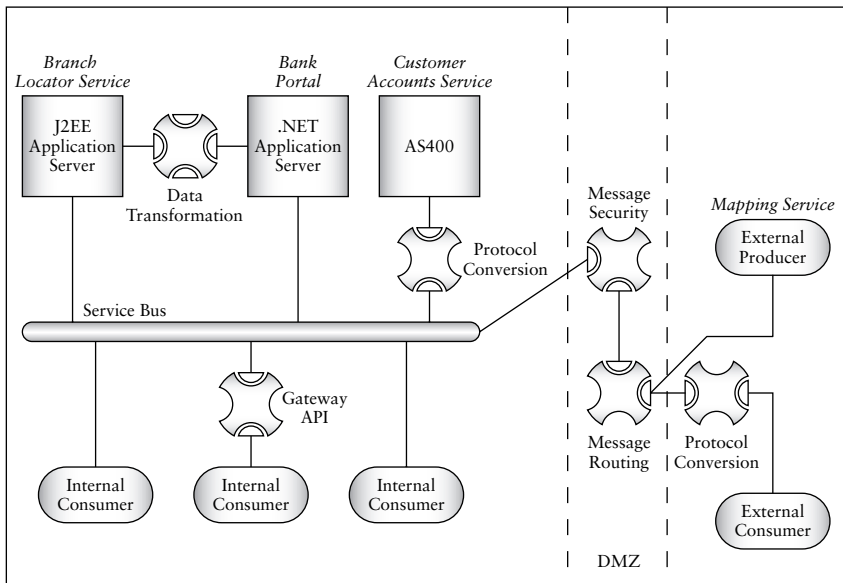 Branch
Locator Service
Bank
Portal
Customer
Accounts Service
J2EE
Application
Server
.NET
Application
Server
AS400
Data
Transformation
Protocol
Conversion
Message
Security
Mapping Service
External
Producer
Service Bus
Gateway
API
Message
Routing
Protocol
Conversion
Internal
Consumer
Internal
Consumer
Internal
Consumer
External
Consumer
DMZ